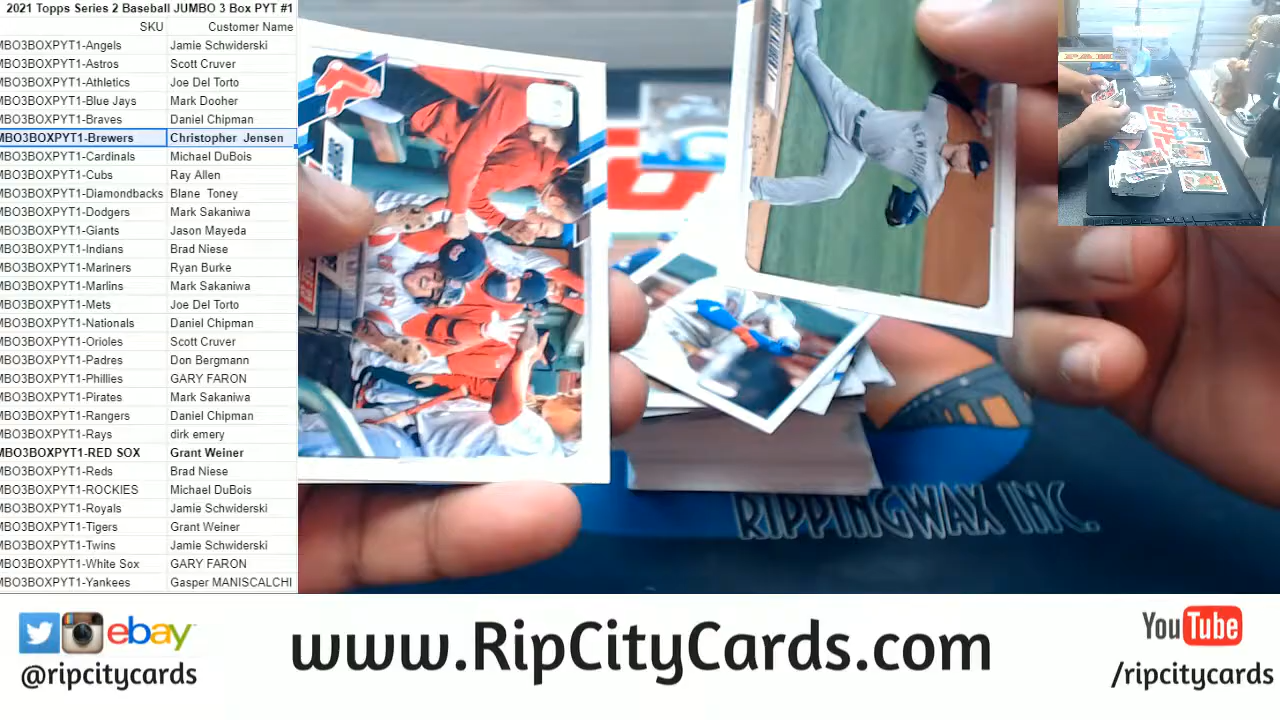 2021 Topps Series 2 Baseball JUMBO 3 Box PYT #1
SKU Customer Name
MBO3BOXPYT1-Angels Jamie Schwiderski
MBO3BOXPYT1-Astros Scott Cruver
MBO3BOXPYT1-Athletics Joe Del Torto
MBO3BOXPYT1-Blue Jays Mark Dooher
MBO3BOXPYT1-Braves Daniel Chipman
MBO3BOXPYT1-Brewers Christopher Jensen
MBO3BOXPYT1-Cardinals Michael DuBois
MBO3BOXPYT1-Cubs Ray Allen
MBO3BOXPYT1-Diamondbacks Blane Toney
MBO3BOXPYT1-Dodgers Mark Sakaniwa
MBO3BOXPYT1-Giants Jason Mayeda
MBO3BOXPYT1-Indians Brad Niese
MBO3BOXPYT1-Mariners Ryan Burke
MBO3BOXPYT1-Marlins Mark Sakaniwa
MBO3BOXPYT1-Mets Joe Del Torto
MBO3BOXPYT1-Nationals Daniel Chipman
MBO3BOXPYT1-Orioles Scott Cruver
MBO3BOXPYT1-Padres Don Bergmann
MBO3BOXPYT1-Phillies GARY FARON
MBO3BOXPYT1-Pirates Mark Sakaniwa
MBO3BOXPYT1-Rangers Daniel Chipman
MBO3BOXPYT1-Rays dirk emery
MBO3BOXPYT1-RED SOX Grant Weiner
MBO3BOXPYT1-Reds Brad Niese
MBO3BOXPYT1-ROCKIES Michael DuBois
MBO3BOXPYT1-Royals Jamie Schwiderski
MBO3BOXPYT1-Tigers Grant Weiner
MBO3BOXPYT1-Twins Jamie Schwiderski
MBO3BOXPYT1-White Sox GARY FARON
MBO3BOXPYT1-Yankees Gasper MANISCALCHI
NEW YORK
RIPPINGWAX INC.
ebay
@ripcitycards
www.RipCityCards.com
YouTube
/ripcitycards